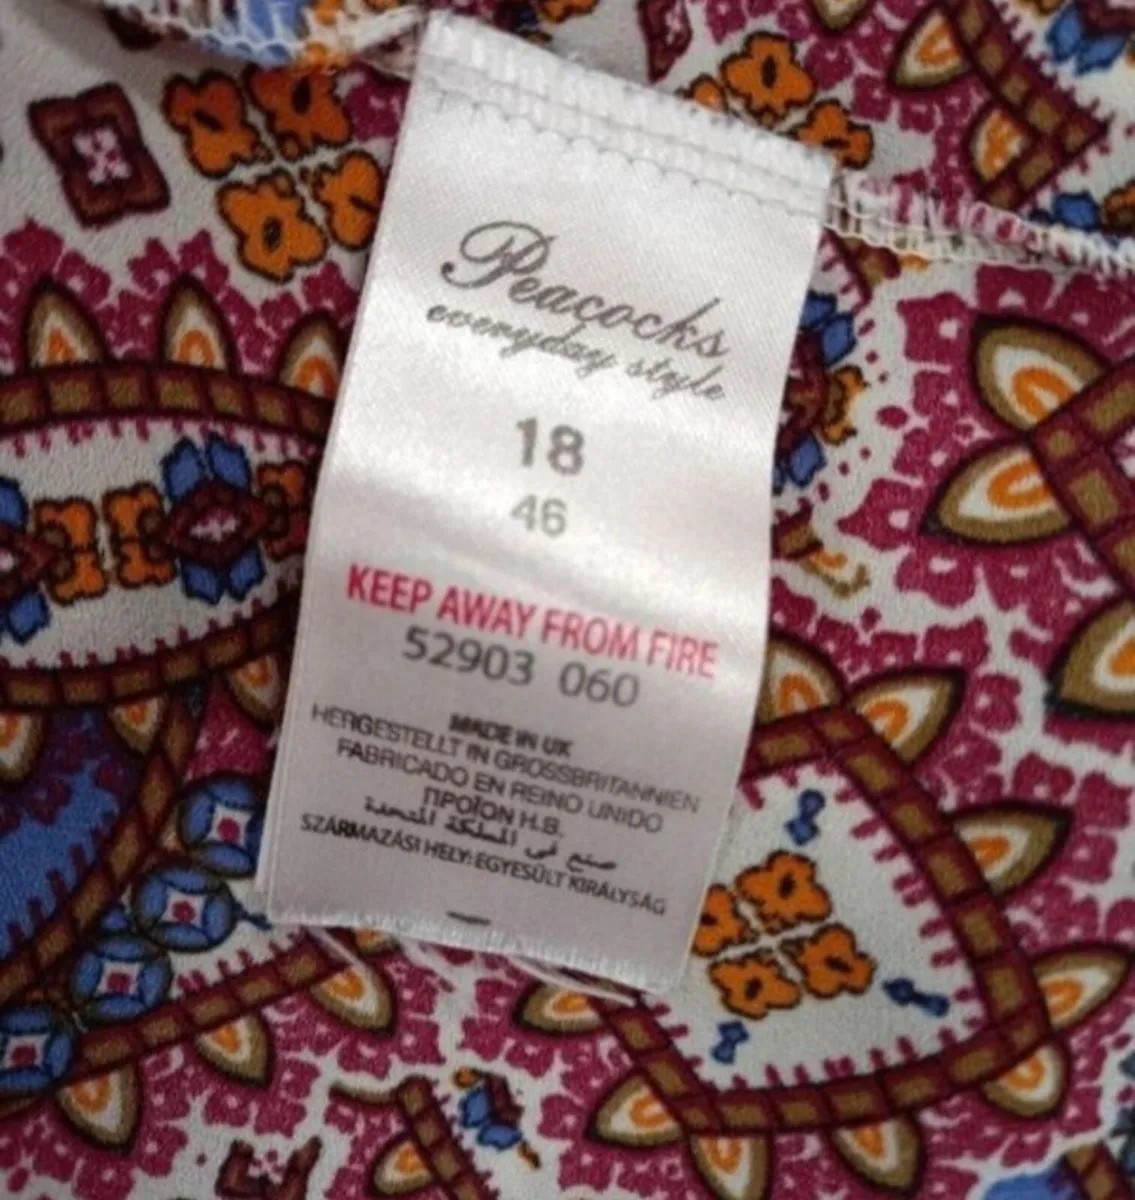 Peacocks
everyday style
18
46
KEEP AWAY FROM FIRE
52903 060
MADE IN UK
HERGESTELLT IN GROSSBRITANNIEN
FABRICADO EN REINO UNIDO
ΠΡΟΪΟΝ Η.Β.
صنع في المملكة المتحدة
SZÁRMAZÁSI HELY: EGYESÜLT KIRÁLYSÁG